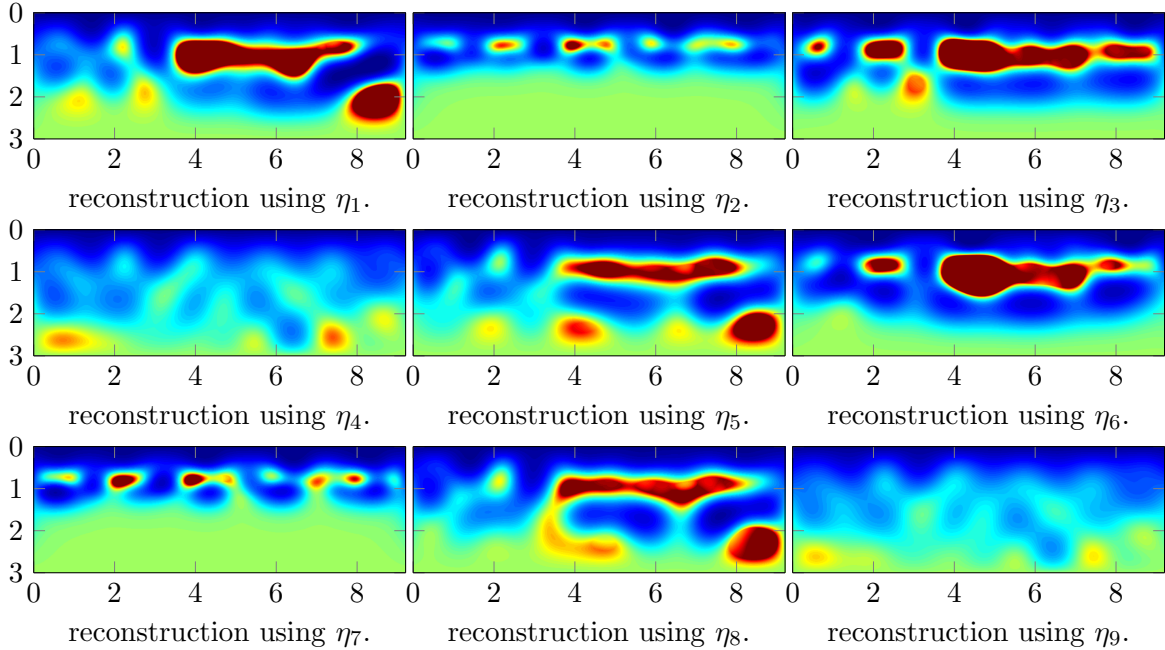 0
1
2
3
0 2 4 6 8 0 2 4 6 8 0 2 4 6 8
reconstruction using η₁. reconstruction using η₂. reconstruction using η₃.
0
1
2
3
0 2 4 6 8 0 2 4 6 8 0 2 4 6 8
reconstruction using η₄. reconstruction using η₅. reconstruction using η₆.
0
1
2
3
0 2 4 6 8 0 2 4 6 8 0 2 4 6 8
reconstruction using η₇. reconstruction using η₈. reconstruction using η₉.